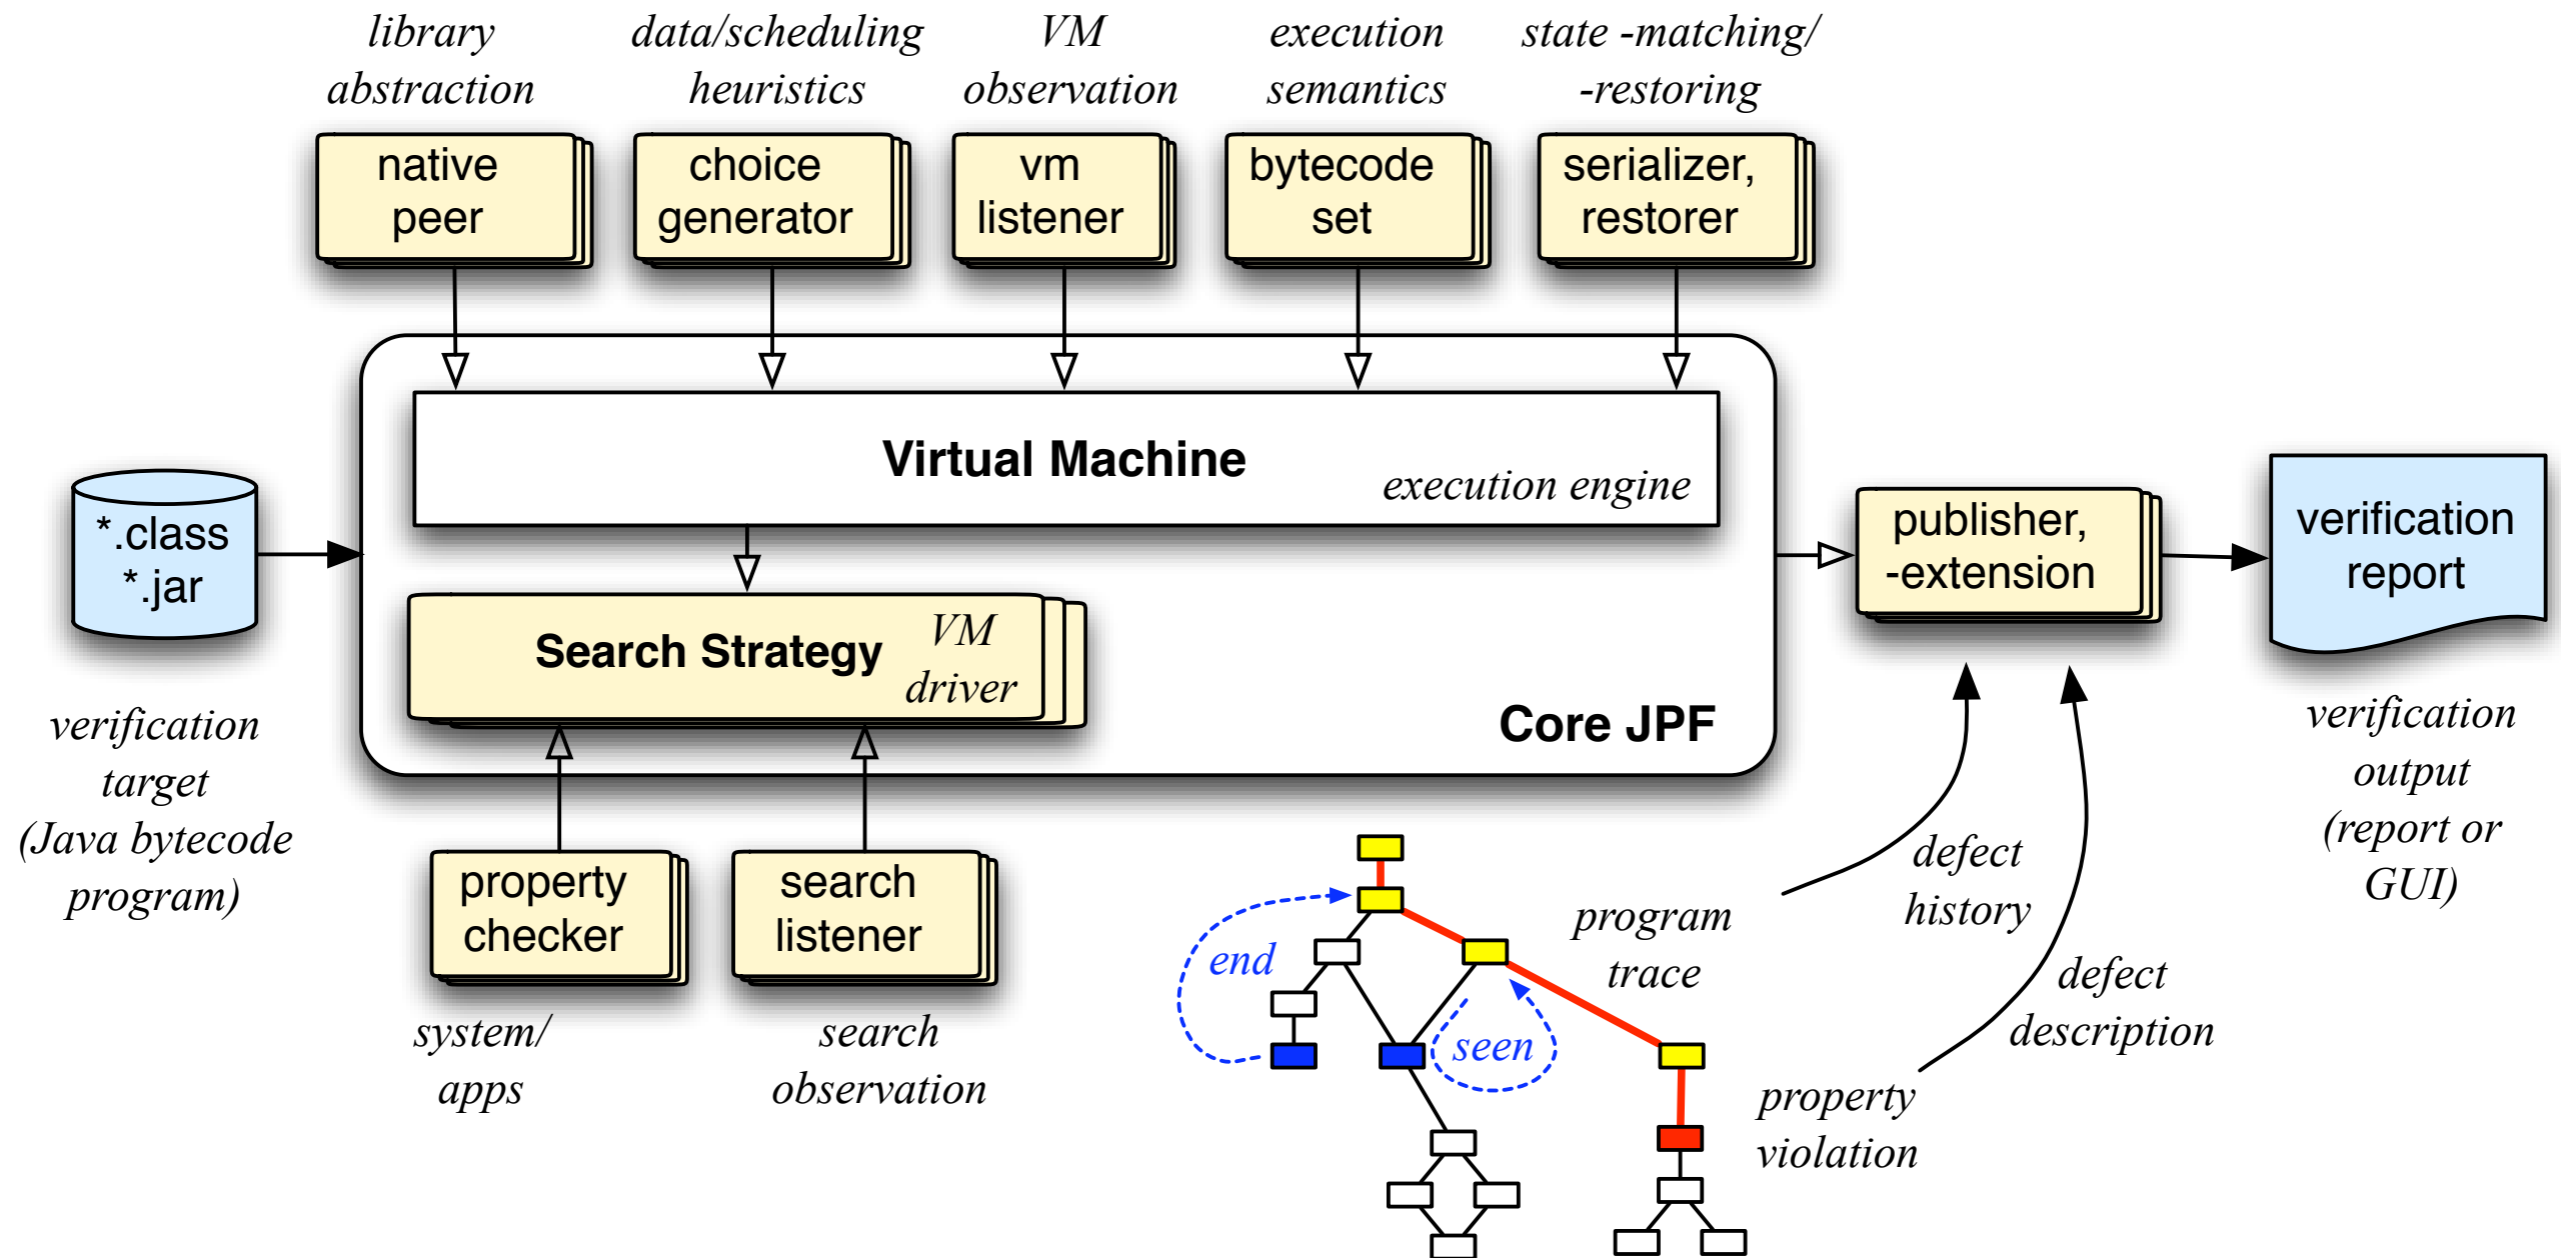 library
abstraction
data/scheduling
heuristics
VM
observation
execution
semantics
state -matching/
-restoring
native
peer
choice
generator
vm
listener
bytecode
set
serializer,
restorer
Virtual Machine
execution engine
*.class
*.jar
publisher,
-extension
verification
report
Search Strategy
VM
driver
Core JPF
verification
target
(Java bytecode
program)
verification
output
(report or
GUI)
property
checker
search
listener
system/
apps
search
observation
end
seen
program
trace
defect
history
defect
description
property
violation